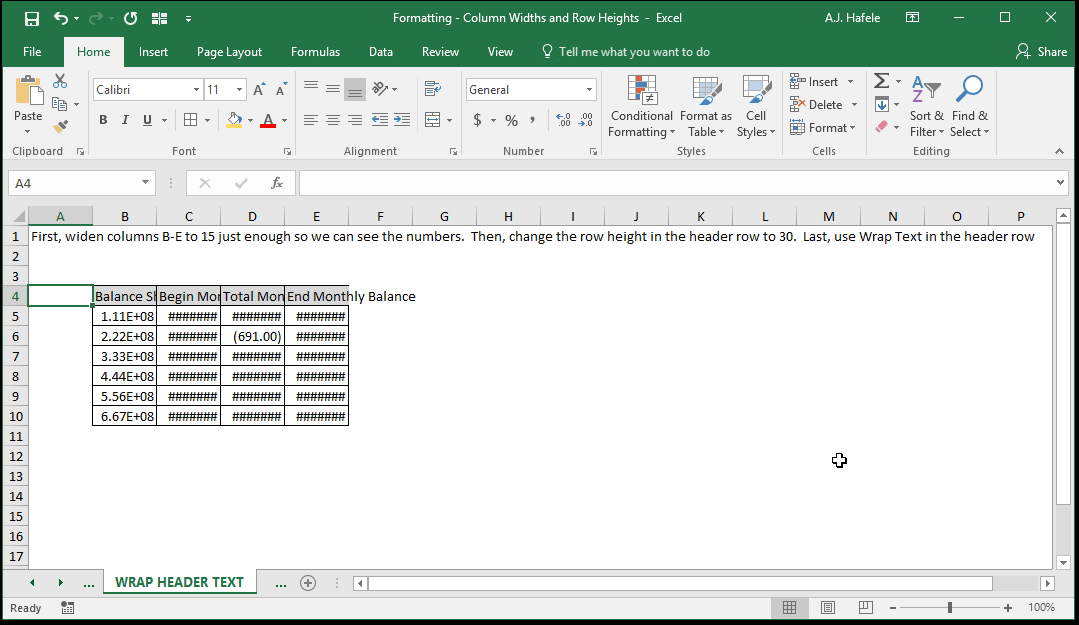 Formatting - Column Widths and Row Heights - Excel A.J. Hafele
File Home Insert Page Layout Formulas Data Review View Tell me what you want to do Share
Calibri 11 General
Insert
Delete
Format
Paste
B I U
$ % ,
Conditional Formatting
Format as Table
Cell Styles
Sort & Filter
Find & Select
Clipboard Font Alignment Number Styles Cells Editing
A4 fx
A B C D E F G H I J K L M N O P
1 First, widen columns B-E to 15 just enough so we can see the numbers. Then, change the row height in the header row to 30. Last, use Wrap Text in the header row
2
3
4 Balance Sh Begin Mon Total Mon End Monthly Balance
5 1.11E+08 ####### ####### #######
6 2.22E+08 ####### (691.00) #######
7 3.33E+08 ####### ####### #######
8 4.44E+08 ####### ####### #######
9 5.56E+08 ####### ####### #######
10 6.67E+08 ####### ####### #######
11
12
13
14
15
16
17
... WRAP HEADER TEXT ...
Ready 100%